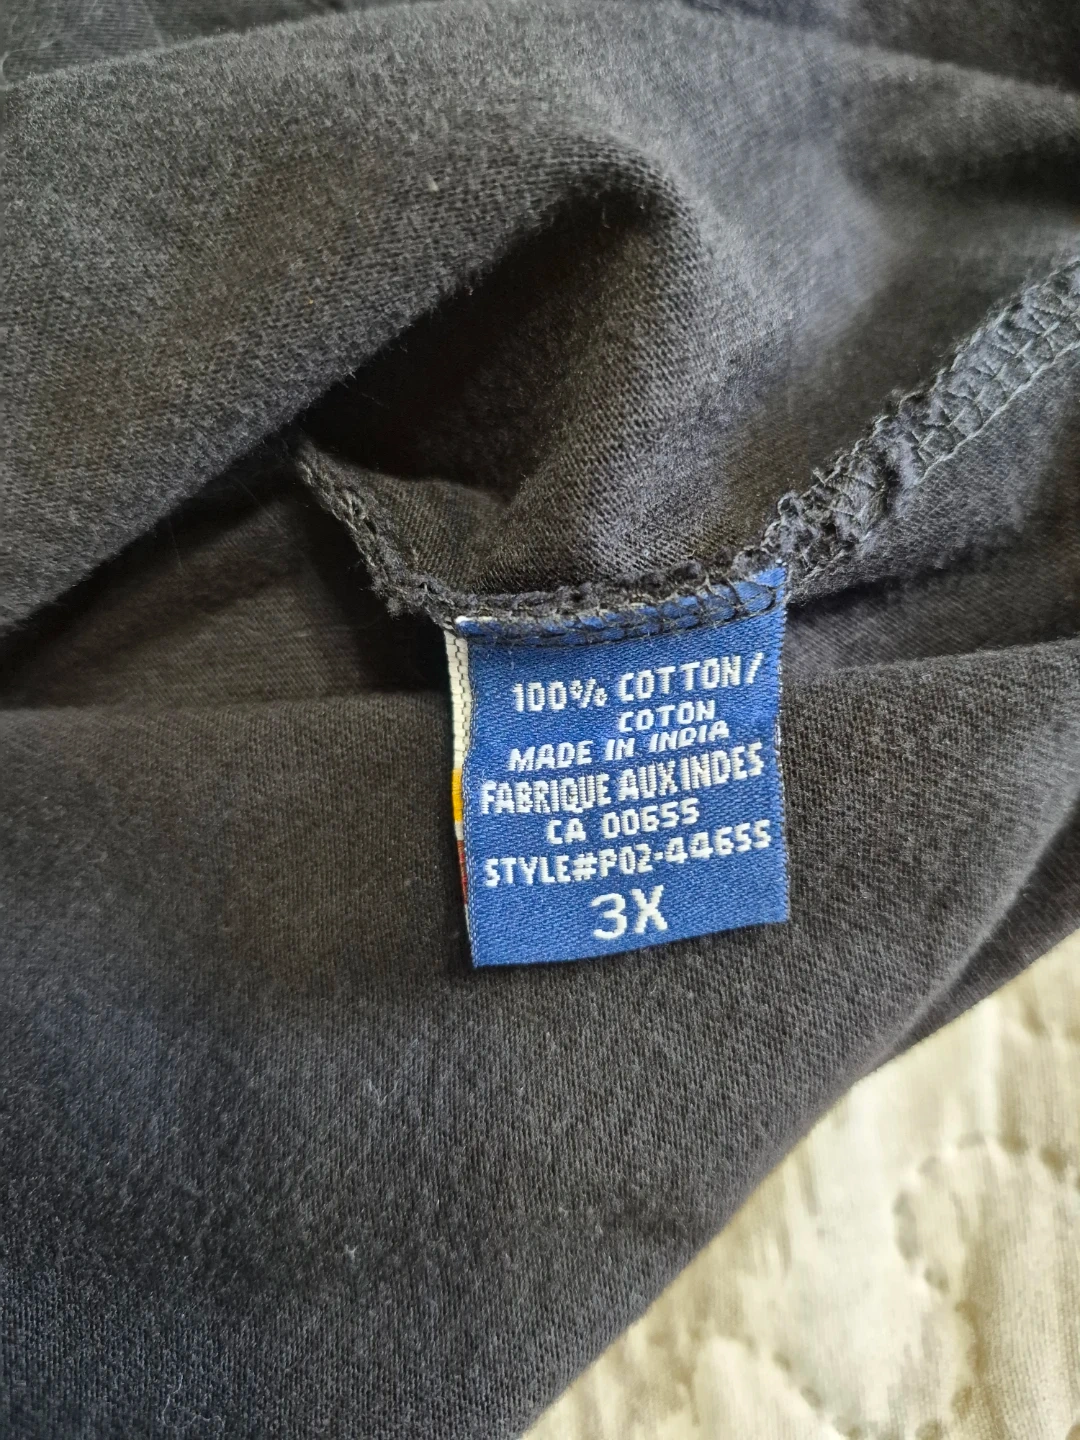 100% COTTON/
COTON
MADE IN INDIA
FABRIQUE AUX INDES
CA 00655
STYLE#P02-44655
3X